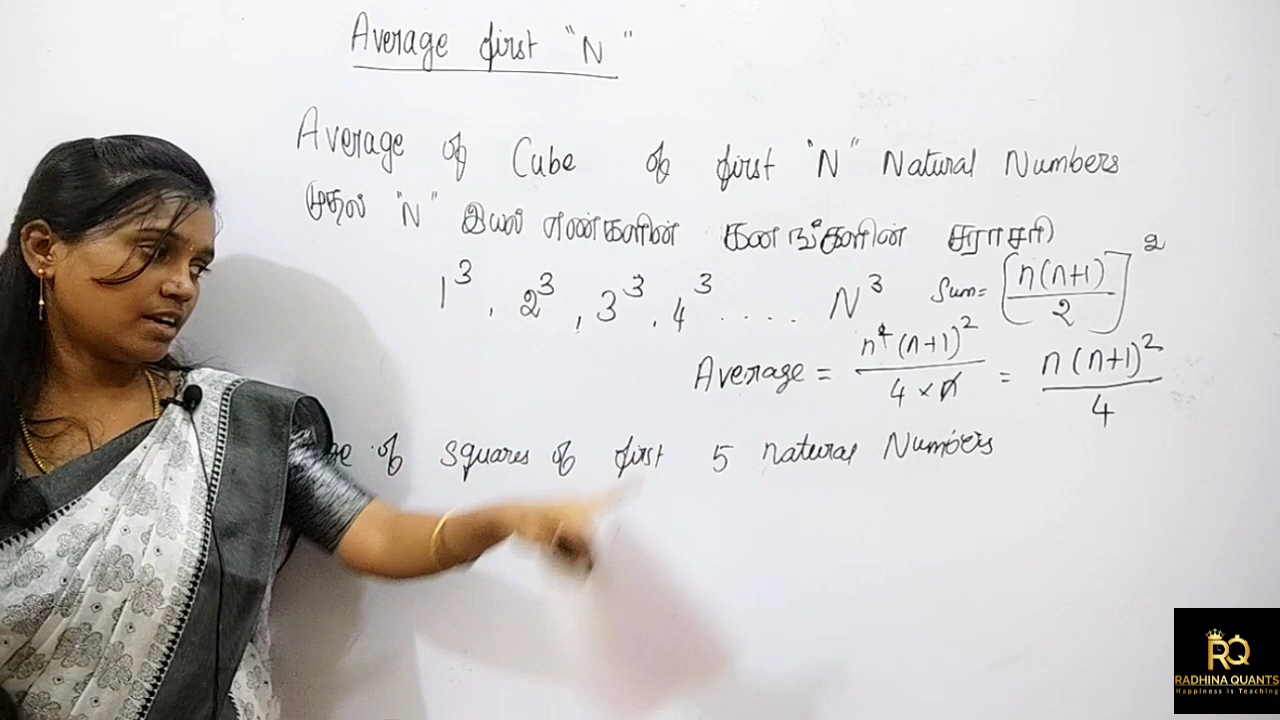 Average first "N"
Average of Cube of first "N" Natural Numbers
முதல் "N" இயல் எண்களின் கனங்களின் சராசரி
1³, 2³, 3³, 4³ .... N³ Sum = [n(n+1)/2]²
Average = n⁴(n+1)²/4×n = n(n+1)²/4
of squares of first 5 natural Numbers
RQ
RADHINA QUANTS
Happiness is Teaching